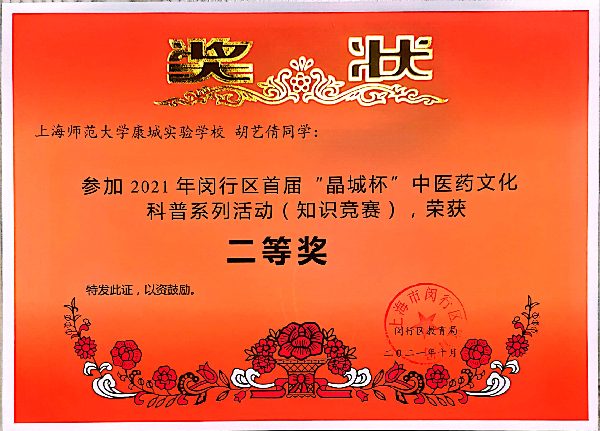 奖状
上海师范大学康城实验学校 胡艺倩同学：
参加2021年闵行区首届“晶城杯”中医药文化
科普系列活动（知识竞赛），荣获
二等奖
特发此证，以资鼓励。
上海市闵行区
闵行区教育局
二〇二一年十月